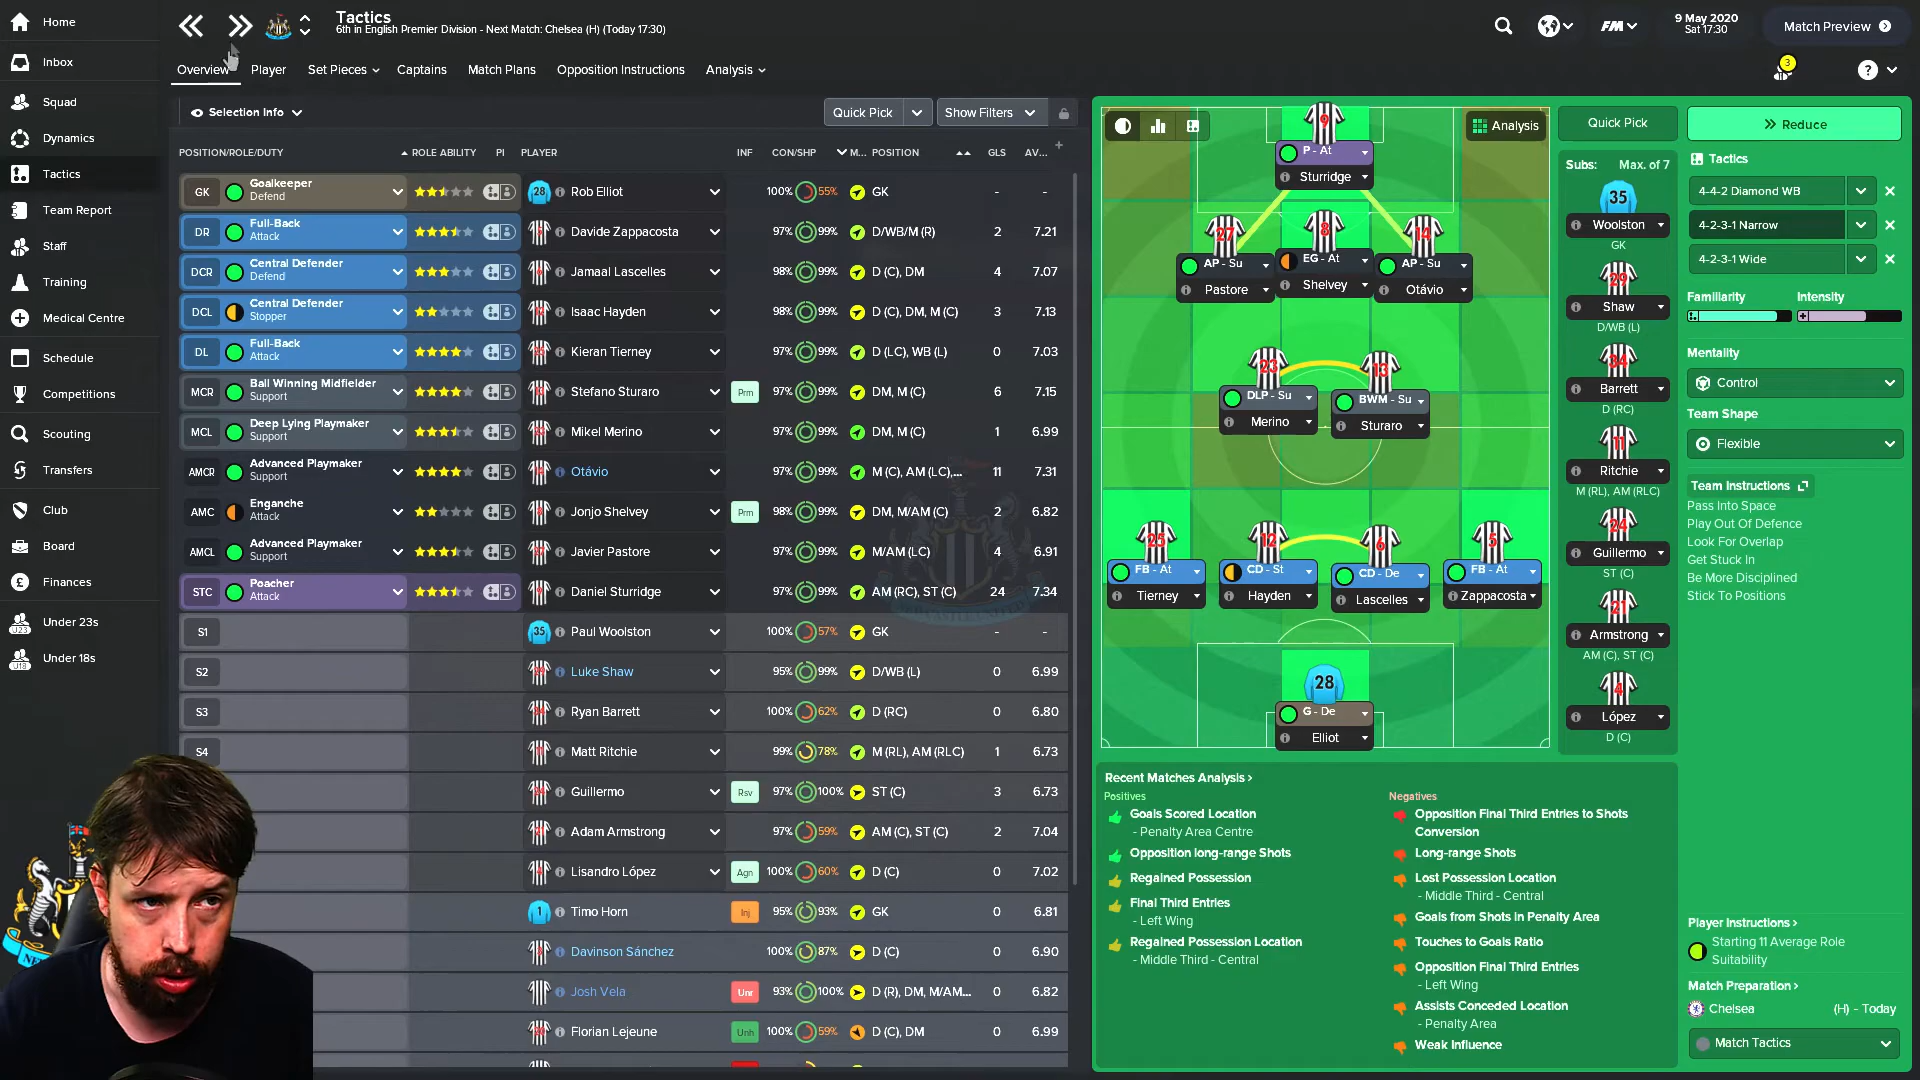 Home
Inbox
Squad
Dynamics
Tactics
Team Report
Staff
Training
Medical Centre
Schedule
Competitions
Scouting
Transfers
Club
Board
Finances
Under 23s
Under 18s
Tactics
6th in English Premier Division - Next Match: Chelsea (H) (Today 17:30)
FM
9 May 2020
Sat 17:30
Match Preview
Overview Player Set Pieces Captains Match Plans Opposition Instructions Analysis
3
?
Selection Info
Quick Pick
Show Filters
POSITION/ROLE/DUTY ROLE ABILITY PI PLAYER INF CON/SHP M... POSITION GLS AV...
GK Goalkeeper Defend 28 Rob Elliot 100% 55% GK - -
DR Full-Back Attack Davide Zappacosta 97% 99% D/WB/M (R) 2 7.21
DCR Central Defender Defend Jamaal Lascelles 98% 99% D (C), DM 4 7.07
DCL Central Defender Stopper Isaac Hayden 98% 99% D (C), DM, M (C) 3 7.13
DL Full-Back Attack Kieran Tierney 97% 99% D (LC), WB (L) 0 7.03
MCR Ball Winning Midfielder Support Stefano Sturaro Prm 97% 99% DM, M (C) 6 7.15
MCL Deep Lying Playmaker Support Mikel Merino 97% 99% DM, M (C) 1 6.99
AMCR Advanced Playmaker Support Otávio 97% 99% M (C), AM (LC),... 11 7.31
AMC Enganche Attack Jonjo Shelvey Prm 98% 99% DM, M/AM (C) 2 6.82
AMCL Advanced Playmaker Support Javier Pastore 97% 99% M/AM (LC) 4 6.91
STC Poacher Attack Daniel Sturridge 97% 99% AM (RC), ST (C) 24 7.34
S1 35 Paul Woolston 100% 57% GK - -
S2 Luke Shaw 95% 99% D/WB (L) 0 6.99
S3 Ryan Barrett 100% 62% D (RC) 0 6.80
S4 Matt Ritchie 99% 78% M (RL), AM (RLC) 1 6.73
Guillermo Rsv 97% 100% ST (C) 3 6.73
Adam Armstrong 97% 59% AM (C), ST (C) 2 7.04
Lisandro López Agn 100% 60% D (C) 0 7.02
1 Timo Horn Inj 95% 93% GK 0 6.81
Davinson Sánchez 100% 87% D (C) 0 6.90
Josh Vela Unr 93% 100% D (R), DM, M/AM... 0 6.82
Florian Lejeune Unh 100% 59% D (C), DM 0 6.99
Analysis
9
P - At
Sturridge
27 8 14
AP - Su EG - At AP - Su
Pastore Shelvey Otávio
23 13
DLP - Su BWM - Su
Merino Sturaro
25 12 6 5
FB - At CD - St CD - De FB - At
Tierney Hayden Lascelles Zappacosta
28
G - De
Elliot
Quick Pick
Subs: Max. of 7
35
Woolston
GK
29
Shaw
D/WB (L)
34
Barrett
D (RC)
11
Ritchie
M (RL), AM (RLC)
24
Guillermo
ST (C)
21
Armstrong
AM (C), ST (C)
4
López
D (C)
Reduce
Tactics
4-4-2 Diamond WB
4-2-3-1 Narrow
4-2-3-1 Wide
Familiarity Intensity
Mentality
Control
Team Shape
Flexible
Team Instructions
Pass Into Space
Play Out Of Defence
Look For Overlap
Get Stuck In
Be More Disciplined
Stick To Positions
Player Instructions >
Starting 11 Average Role
Suitability
Match Preparation >
Chelsea (H) - Today
Match Tactics
Recent Matches Analysis >
Positives
Goals Scored Location
- Penalty Area Centre
Opposition long-range Shots
Regained Possession
Final Third Entries
- Left Wing
Regained Possession Location
- Middle Third - Central
Negatives
Opposition Final Third Entries to Shots
Conversion
Long-range Shots
Lost Possession Location
- Middle Third - Central
Goals from Shots in Penalty Area
Touches to Goals Ratio
Opposition Final Third Entries
- Left Wing
Assists Conceded Location
- Penalty Area
Weak Influence